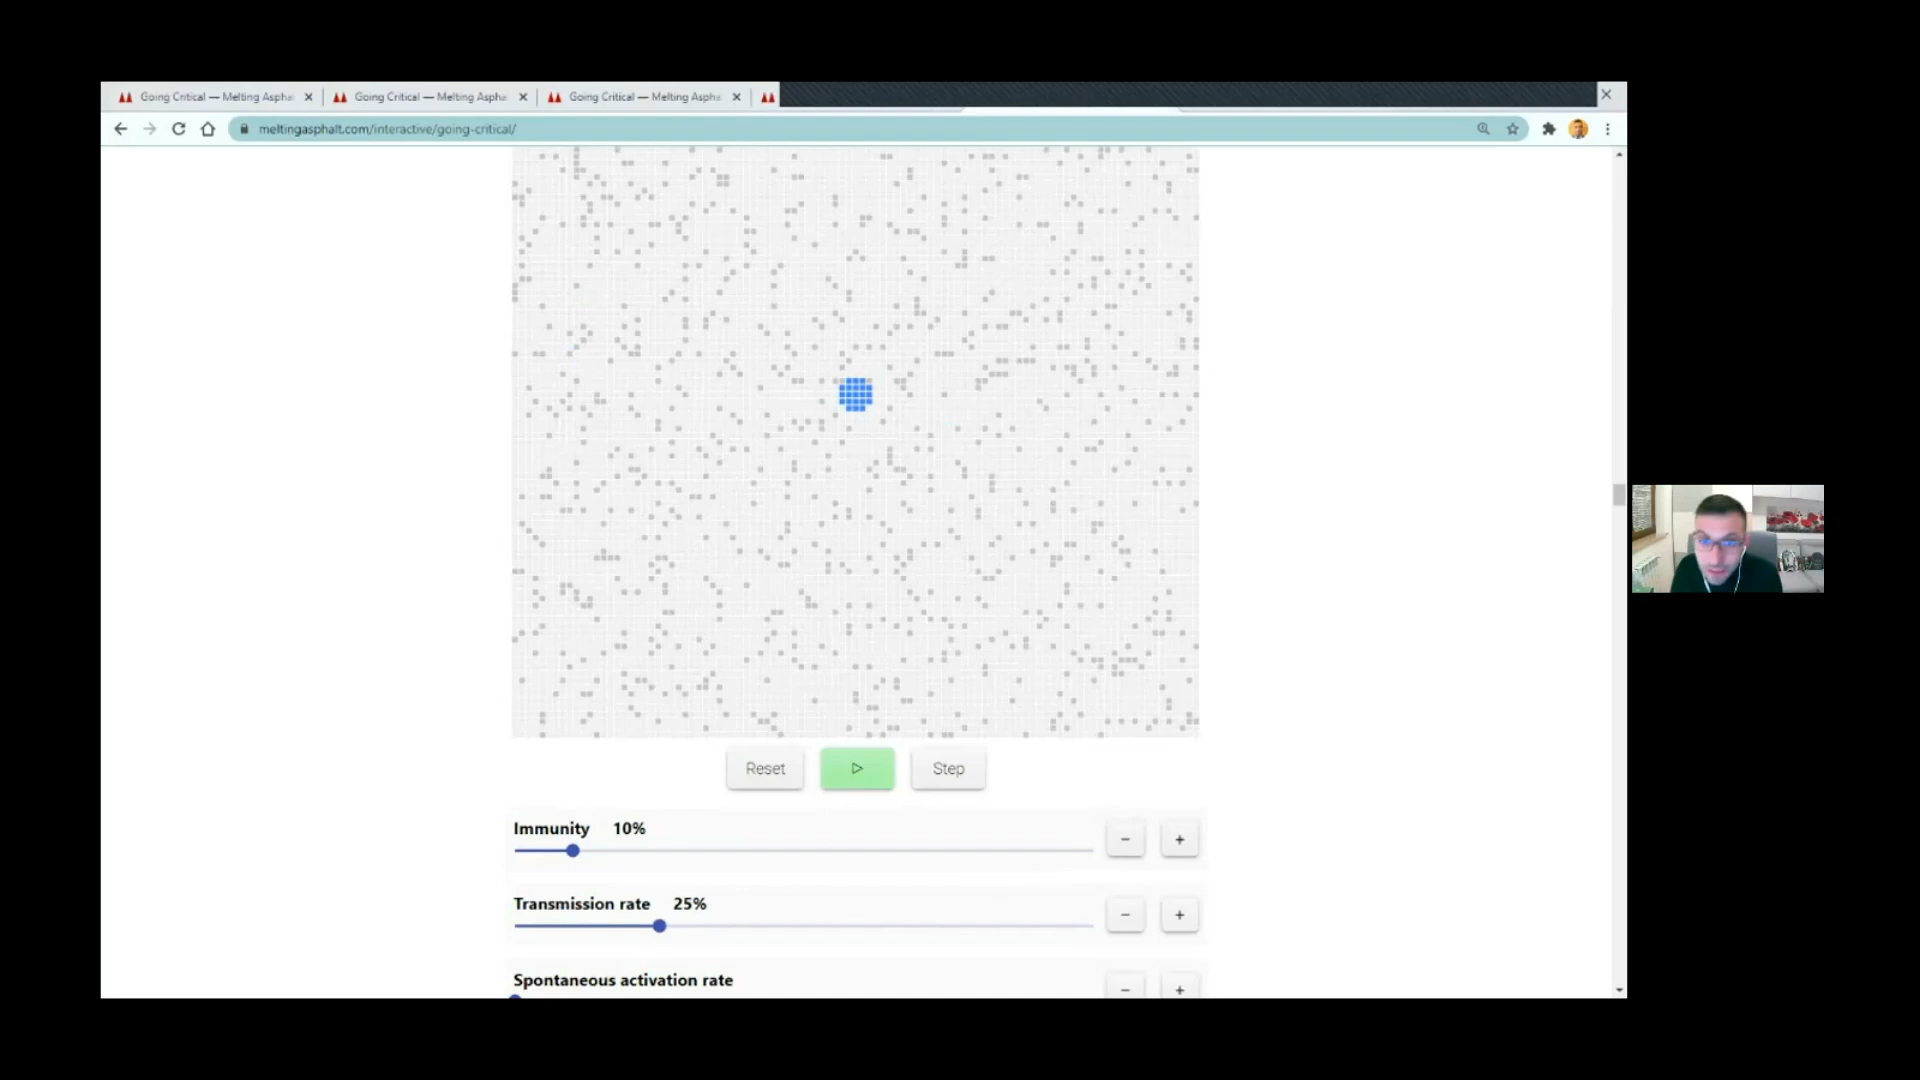 Going Critical — Melting Aspha
Going Critical — Melting Aspha
Going Critical — Melting Aspha
meltingasphalt.com/interactive/going-critical/
Reset
Step
Immunity 10%
Transmission rate 25%
Spontaneous activation rate